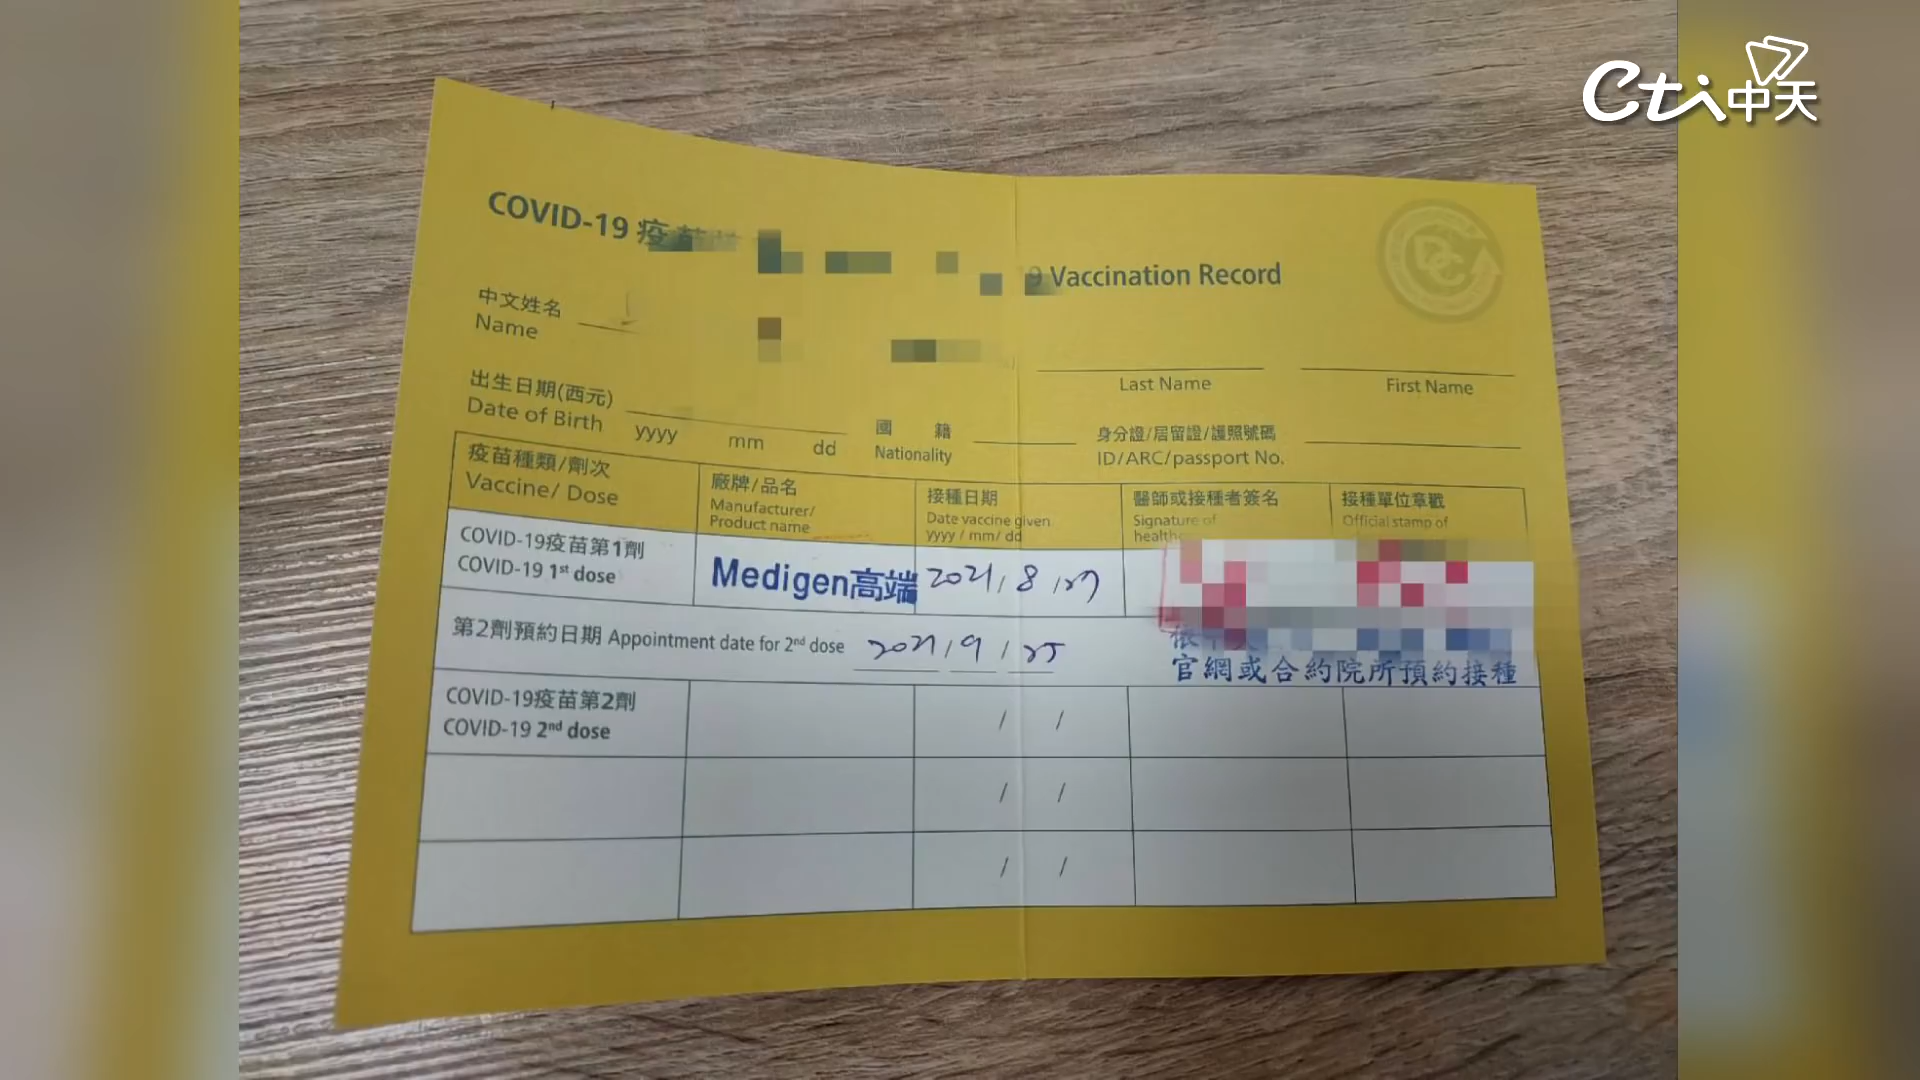 Cti中天
COVID-19 疫苗
9 Vaccination Record
中文姓名
Name
Last Name
First Name
出生日期(西元)
Date of Birth
yyyy mm dd
國籍
Nationality
身分證/居留證/護照號碼
ID/ARC/passport No.
疫苗種類/劑次
Vaccine/ Dose
廠牌/品名
Manufacturer/
Product name
接種日期
Date vaccine given
yyyy / mm/ dd
醫師或接種者簽名
Signature of
接種單位章戳
Official stamp of
COVID-19疫苗第1劑
COVID-19 1st dose
Medigen高端
2021/8/27
第2劑預約日期 Appointment date for 2nd dose 2021/9/25
官網或合約院所預約接種
COVID-19疫苗第2劑
COVID-19 2nd dose
/ /
/ /
/ /